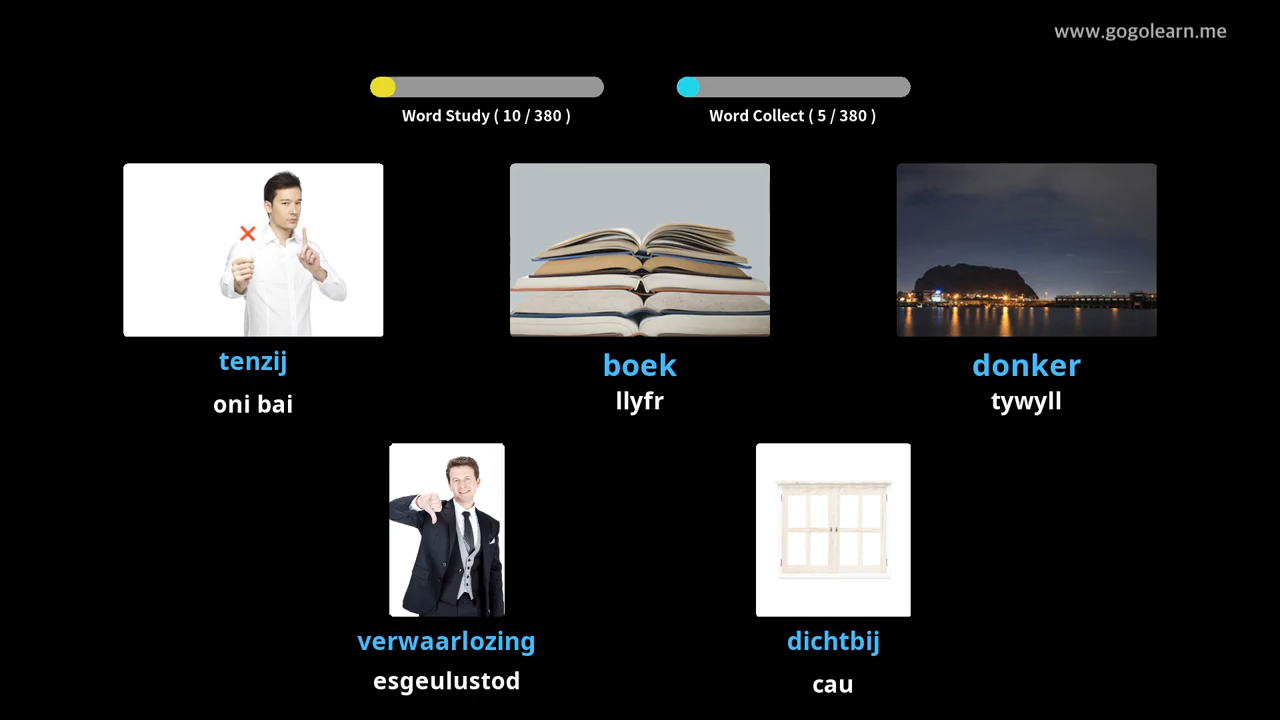 www.gogolearn.me
Word Study ( 10 / 380 )
Word Collect ( 5 / 380 )
tenzij
oni bai
boek
llyfr
donker
tywyll
verwaarlozing
esgeulustod
dichtbij
cau